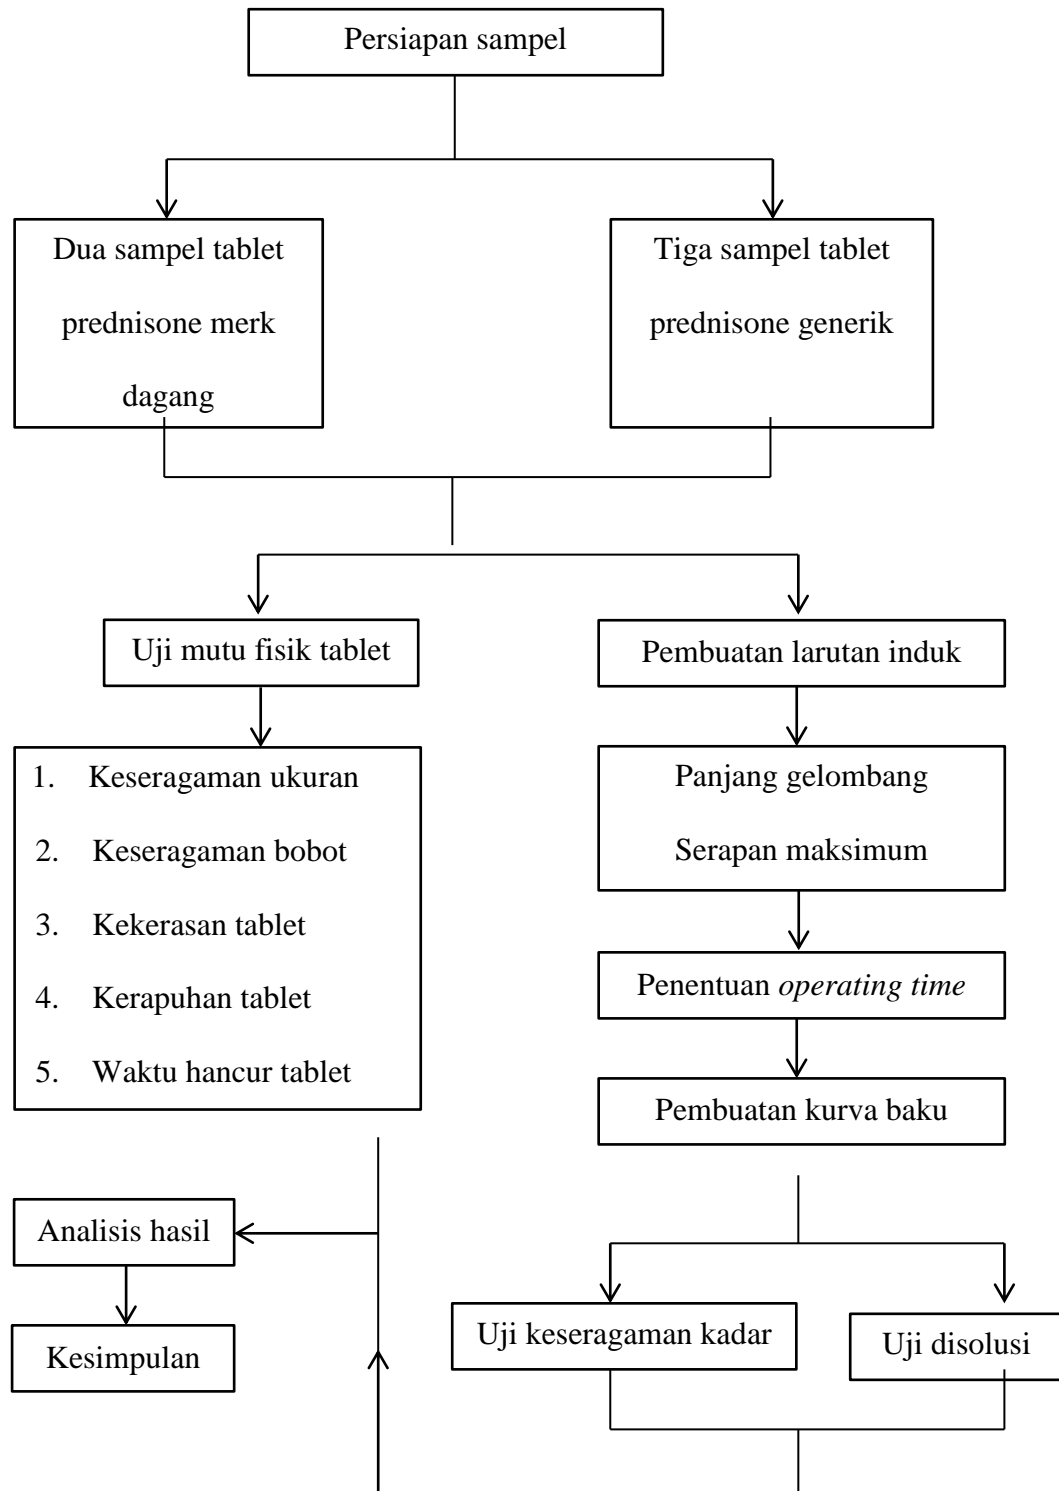 Persiapan sampel
Dua sampel tablet
prednisone merk
dagang
Tiga sampel tablet
prednisone generik
Uji mutu fisik tablet
1. Keseragaman ukuran
2. Keseragaman bobot
3. Kekerasan tablet
4. Kerapuhan tablet
5. Waktu hancur tablet
Pembuatan larutan induk
Panjang gelombang
Serapan maksimum
Penentuan operating time
Pembuatan kurva baku
Uji keseragaman kadar
Uji disolusi
Analisis hasil
Kesimpulan